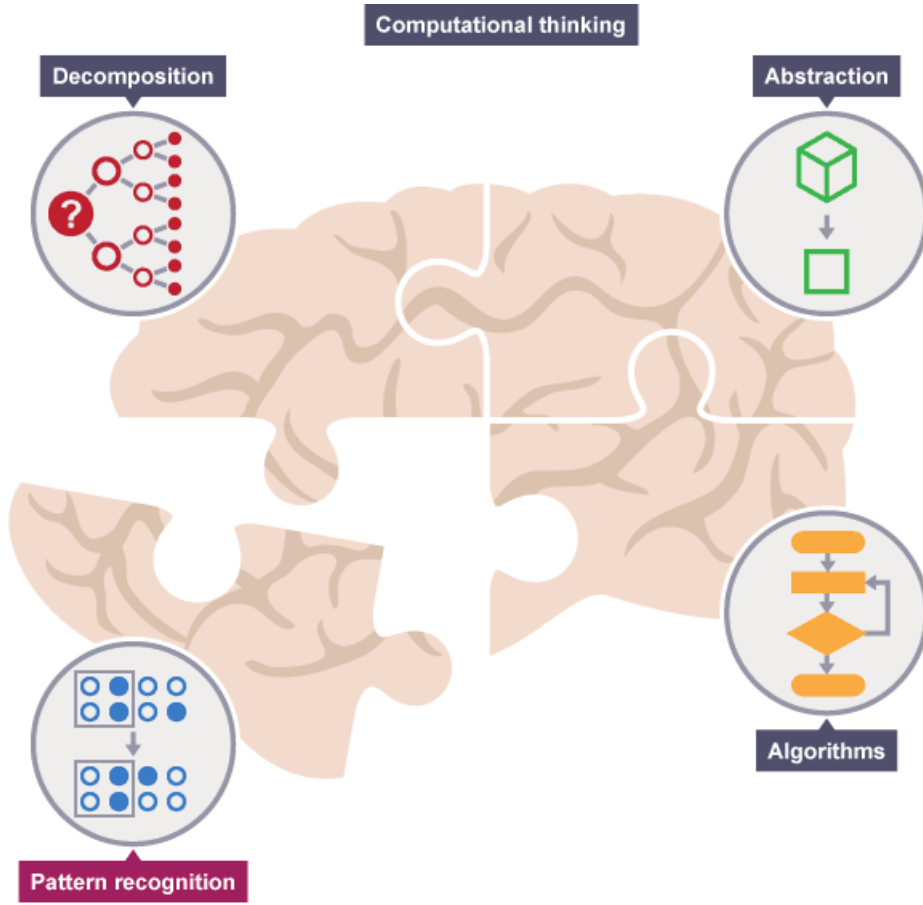 Computational thinking
Decomposition
Abstraction
?
Algorithms
Pattern recognition